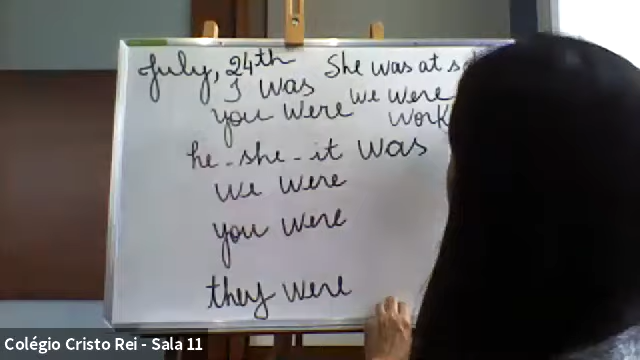 July, 24th She was at
I was we were
you were work
he - she - it was
we were
you were
they were
Colégio Cristo Rei - Sala 11